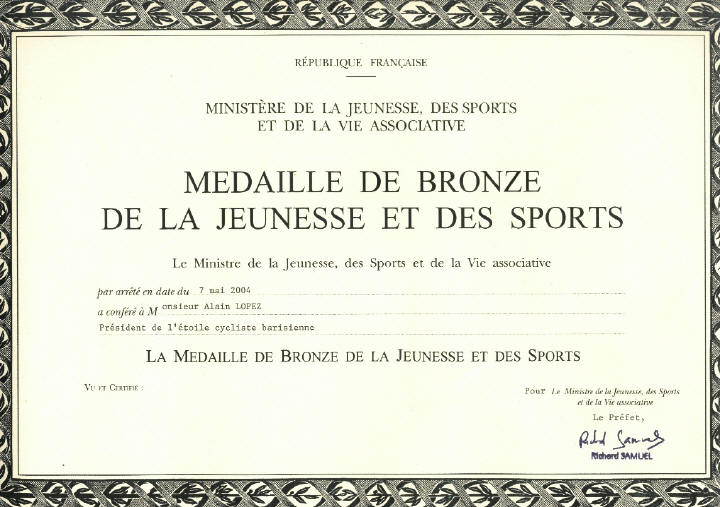 RÉPUBLIQUE FRANÇAISE
MINISTÈRE DE LA JEUNESSE, DES SPORTS
ET DE LA VIE ASSOCIATIVE
MEDAILLE DE BRONZE
DE LA JEUNESSE ET DES SPORTS
Le Ministre de la Jeunesse, des Sports et de la Vie associative
par arrêté en date du 7 mai 2004
a conféré à Monsieur Alain LOPEZ
Président de l'étoile cycliste barisienne
LA MEDAILLE DE BRONZE DE LA JEUNESSE ET DES SPORTS
VU ET CERTIFIÉ :
Pour Le Ministre de la Jeunesse, des Sports
et de la Vie associative
Le Préfet,
Richard SAMUEL